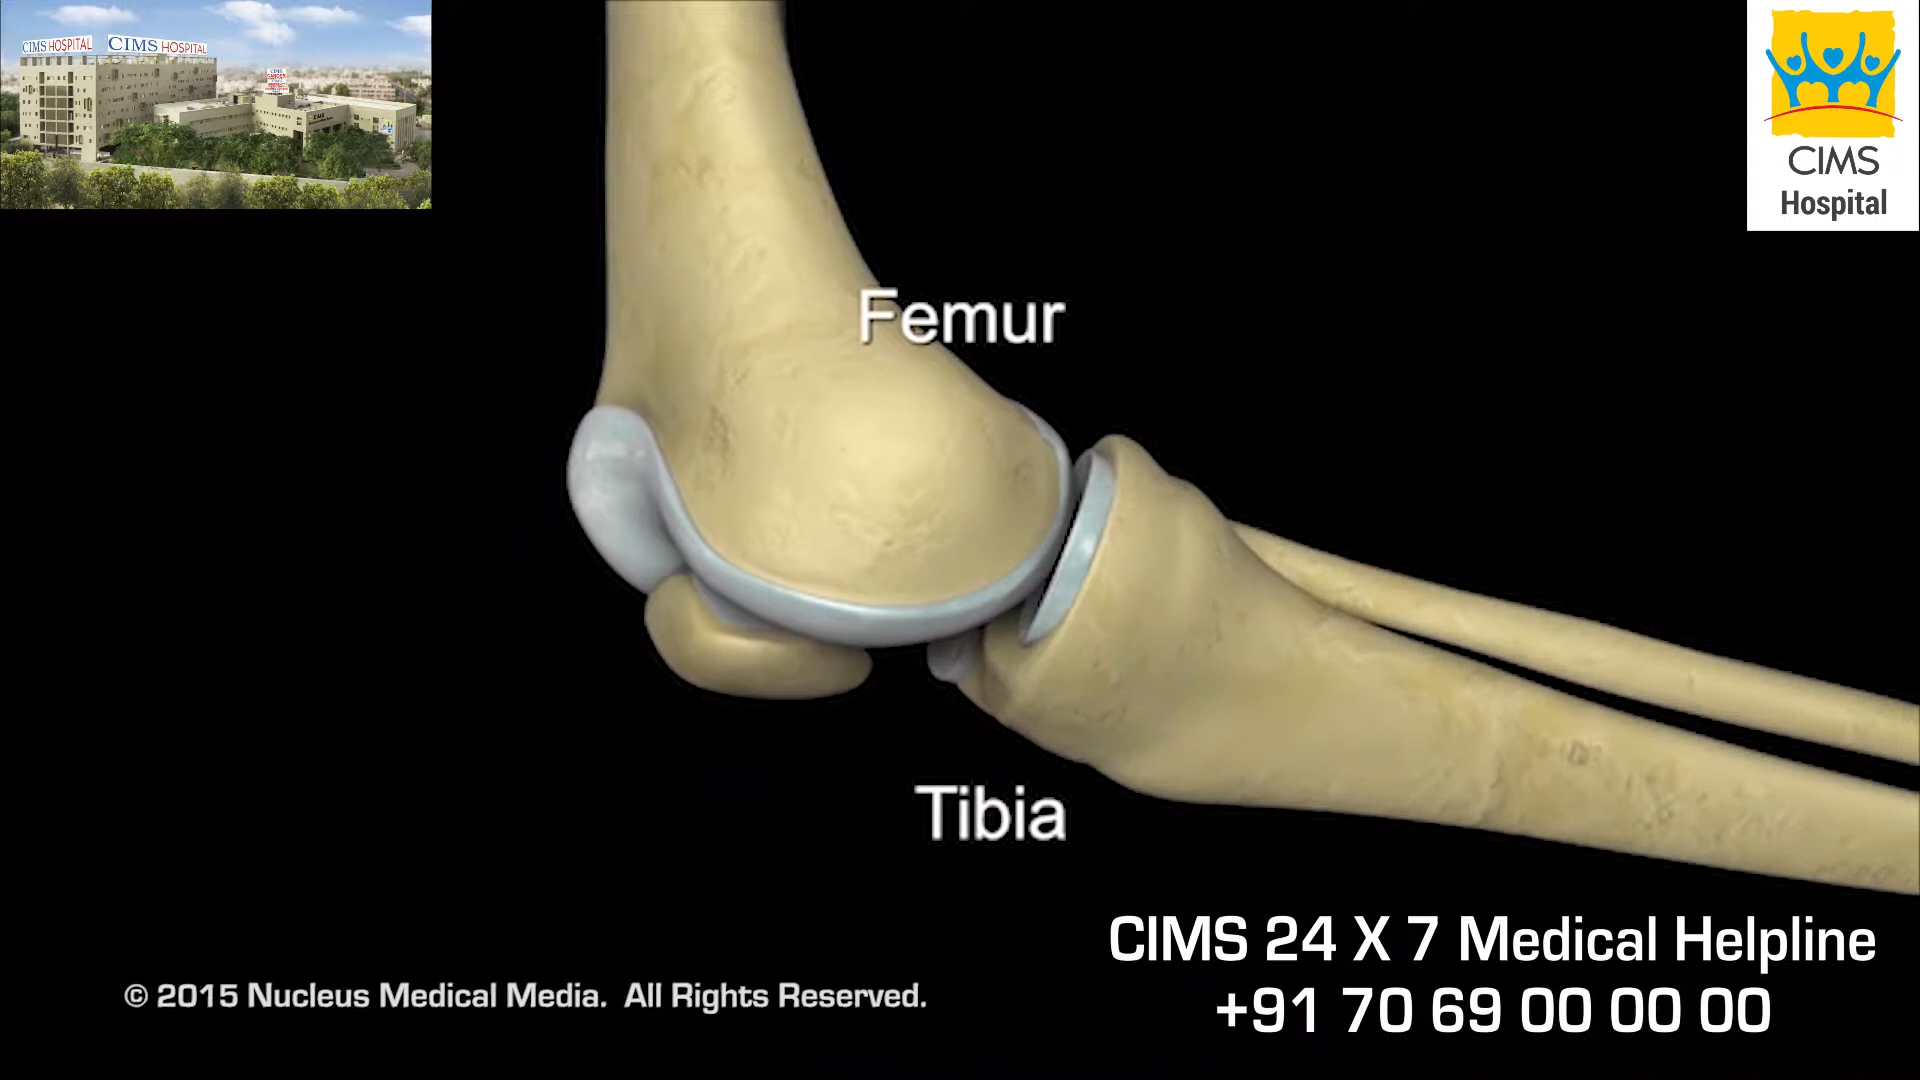 CIMS HOSPITAL
CIMS HOSPITAL
CIMS
CIMS
Hospital
Femur
Tibia
CIMS 24 X 7 Medical Helpline
+91 70 69 00 00 00
© 2015 Nucleus Medical Media.  All Rights Reserved.